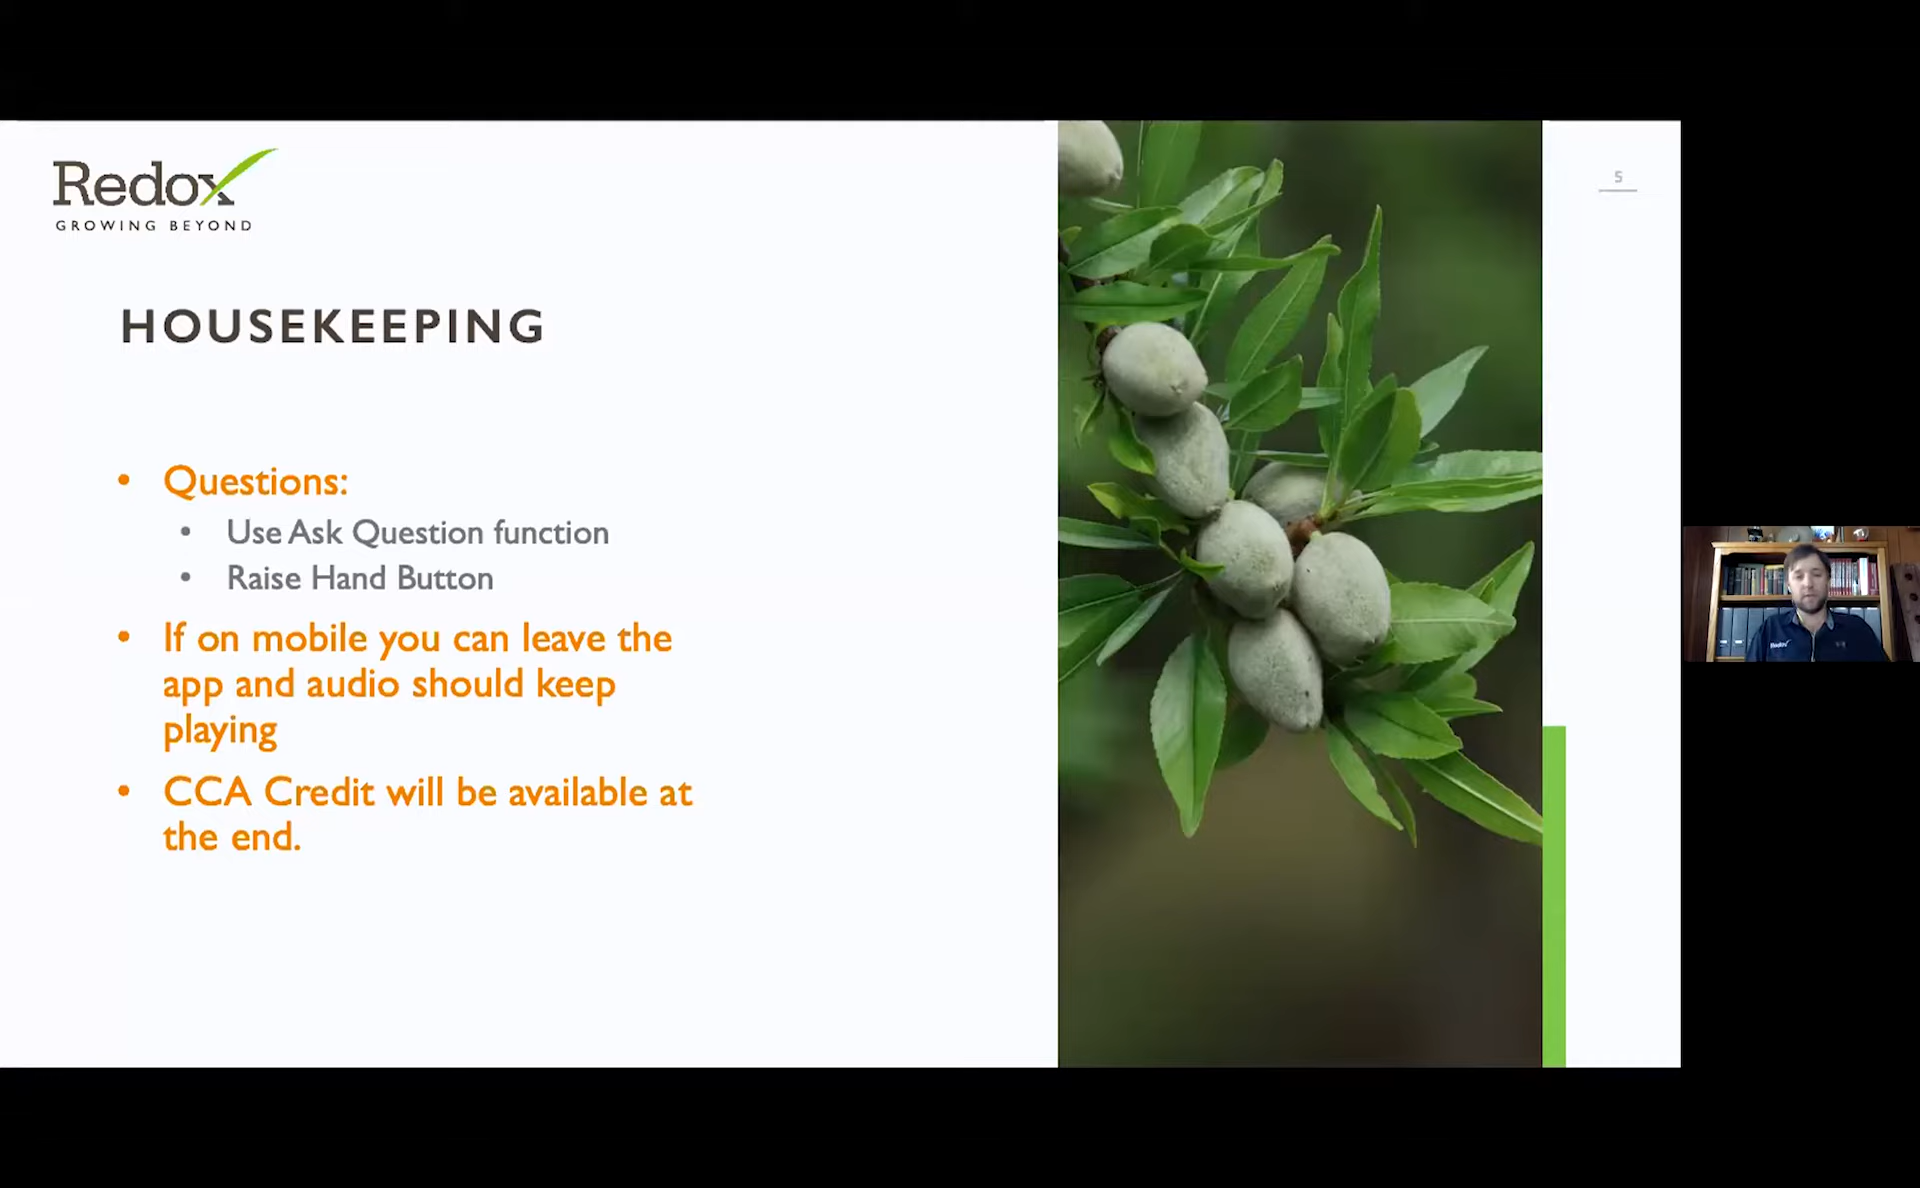 Redox
GROWING BEYOND
5
HOUSEKEEPING
• Questions:
• Use Ask Question function
• Raise Hand Button
• If on mobile you can leave the
app and audio should keep
playing
• CCA Credit will be available at
the end.
Redox